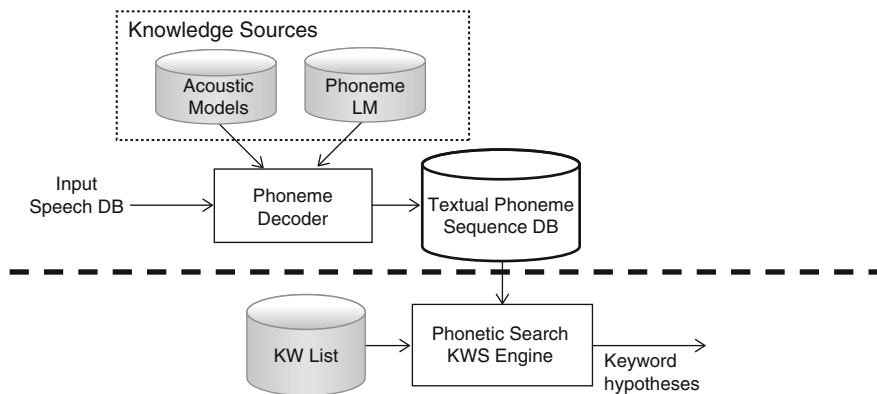 Knowledge Sources
Acoustic
Models
Phoneme
LM
Input
Speech DB
Phoneme
Decoder
Textual Phoneme
Sequence DB
KW List
Phonetic Search
KWS Engine
Keyword
hypotheses